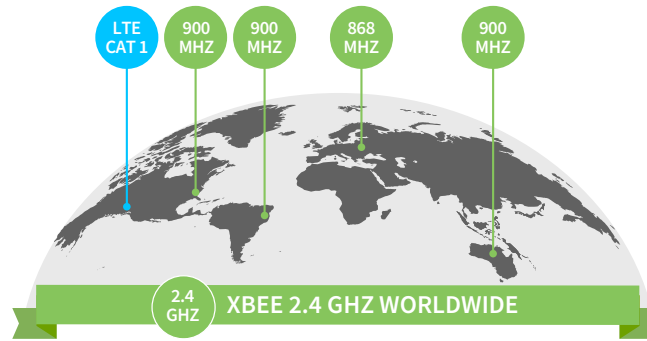 LTE
CAT 1
900
MHZ
900
MHZ
868
MHZ
900
MHZ
2.4
GHZ
XBEE 2.4 GHZ WORLDWIDE